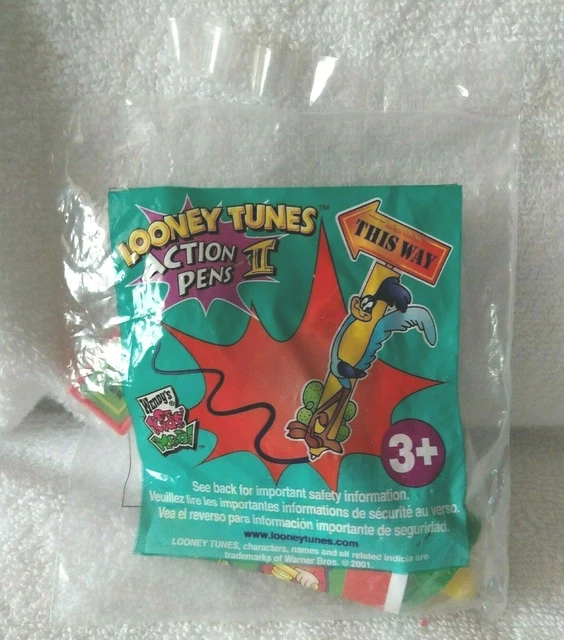 LOONEY TUNES™
ACTION II
PENS
THIS WAY
Wendy's®
Kids'
Meal™
3+
See back for important safety information.
Veuillez lire les importantes informations de sécurité au verso.
Vea el reverso para información importante de seguridad.
www.looneytunes.com
LOONEY TUNES, characters, names and all related indicia are
trademarks of Warner Bros. © 2001.